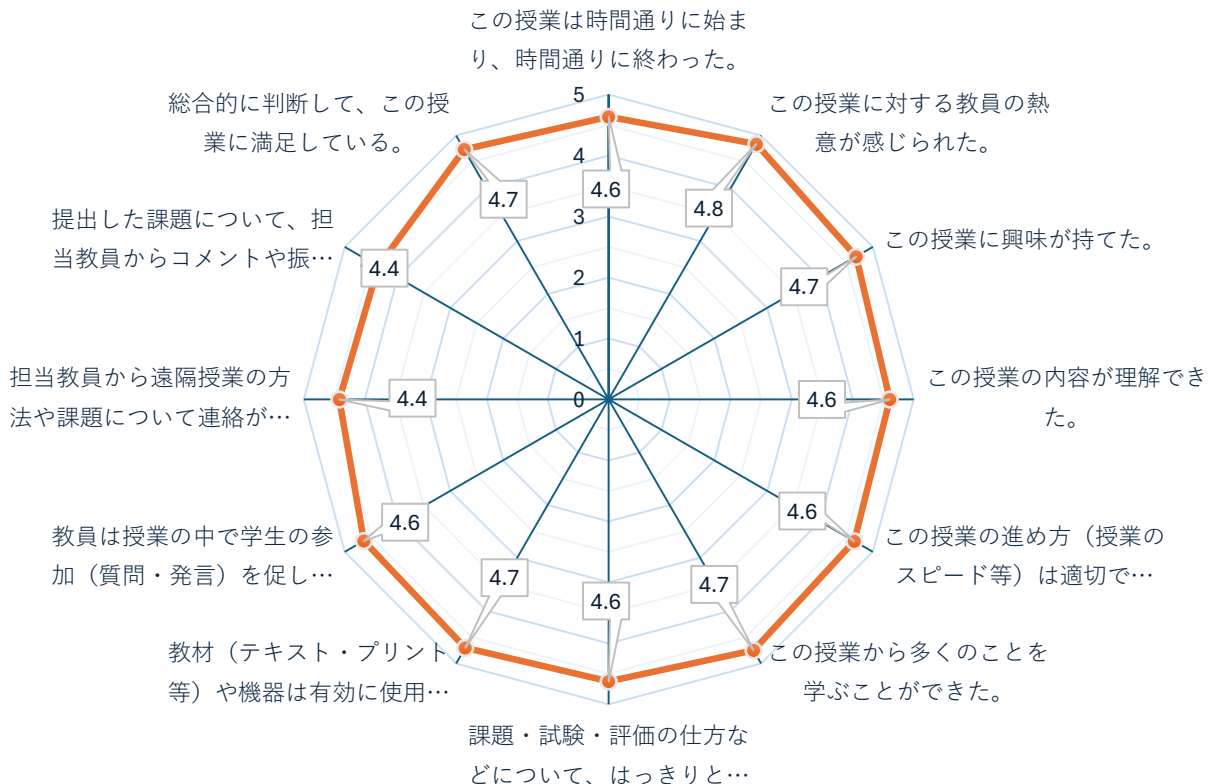 この授業は時間通りに始ま
り、時間通りに終わった。
この授業に対する教員の熱
意が感じられた。
この授業に興味が持てた。
この授業の内容が理解でき
た。
この授業の進め方（授業の
スピード等）は適切で…
この授業から多くのことを
学ぶことができた。
課題・試験・評価の仕方な
どについて、はっきりと…
教材（テキスト・プリント
等）や機器は有効に使用…
教員は授業の中で学生の参
加（質問・発言）を促し…
担当教員から遠隔授業の方
法や課題について連絡が…
提出した課題について、担
当教員からコメントや振…
総合的に判断して、この授
業に満足している。
5
4
3
2
1
0
4.6
4.8
4.7
4.6
4.6
4.7
4.6
4.7
4.6
4.4
4.4
4.7